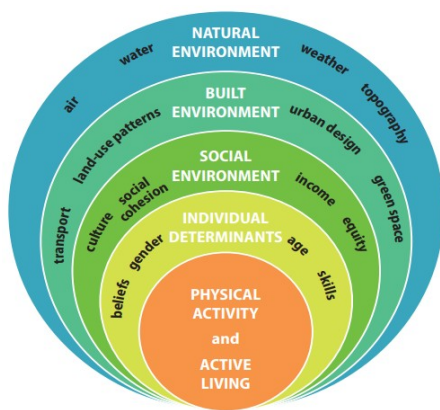 NATURAL
ENVIRONMENT
air
water
weather
topography
BUILT
ENVIRONMENT
transport
land-use patterns
urban design
green space
SOCIAL
ENVIRONMENT
culture
social
cohesion
income
equity
INDIVIDUAL
DETERMINANTS
beliefs
gender
age
skills
PHYSICAL
ACTIVITY
and
ACTIVE
LIVING